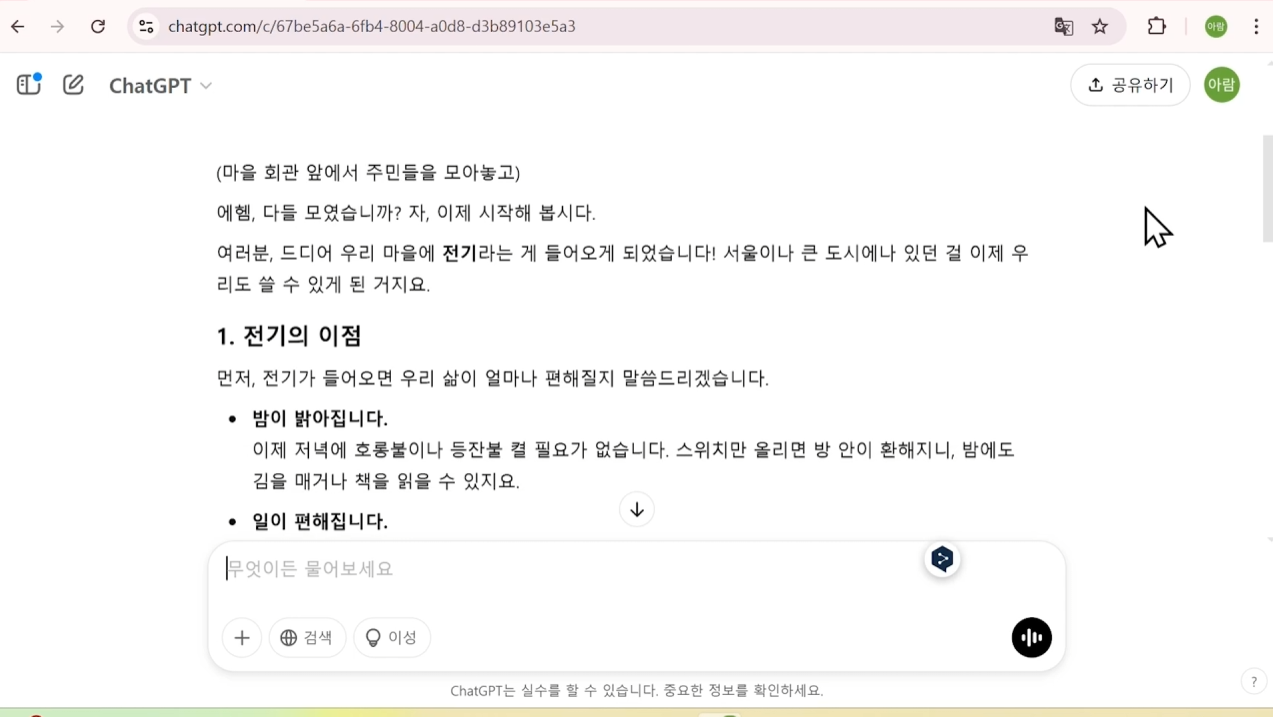 chatgpt.com/c/67be5a6a-6fb4-8004-a0d8-d3b89103e5a3
아람
ChatGPT
공유하기
아람
(마을 회관 앞에서 주민들을 모아놓고)
에헴, 다들 모였습니까? 자, 이제 시작해 봅시다.
여러분, 드디어 우리 마을에 전기라는 게 들어오게 되었습니다! 서울이나 큰 도시에나 있던 걸 이제 우
리도 쓸 수 있게 된 거지요.
1. 전기의 이점
먼저, 전기가 들어오면 우리 삶이 얼마나 편해질지 말씀드리겠습니다.
• 밤이 밝아집니다.
이제 저녁에 호롱불이나 등잔불 켤 필요가 없습니다. 스위치만 올리면 방 안이 환해지니, 밤에도
김을 매거나 책을 읽을 수 있지요.
• 일이 편해집니다.
무엇이든 물어보세요
검색
이성
ChatGPT는 실수를 할 수 있습니다. 중요한 정보를 확인하세요.
?